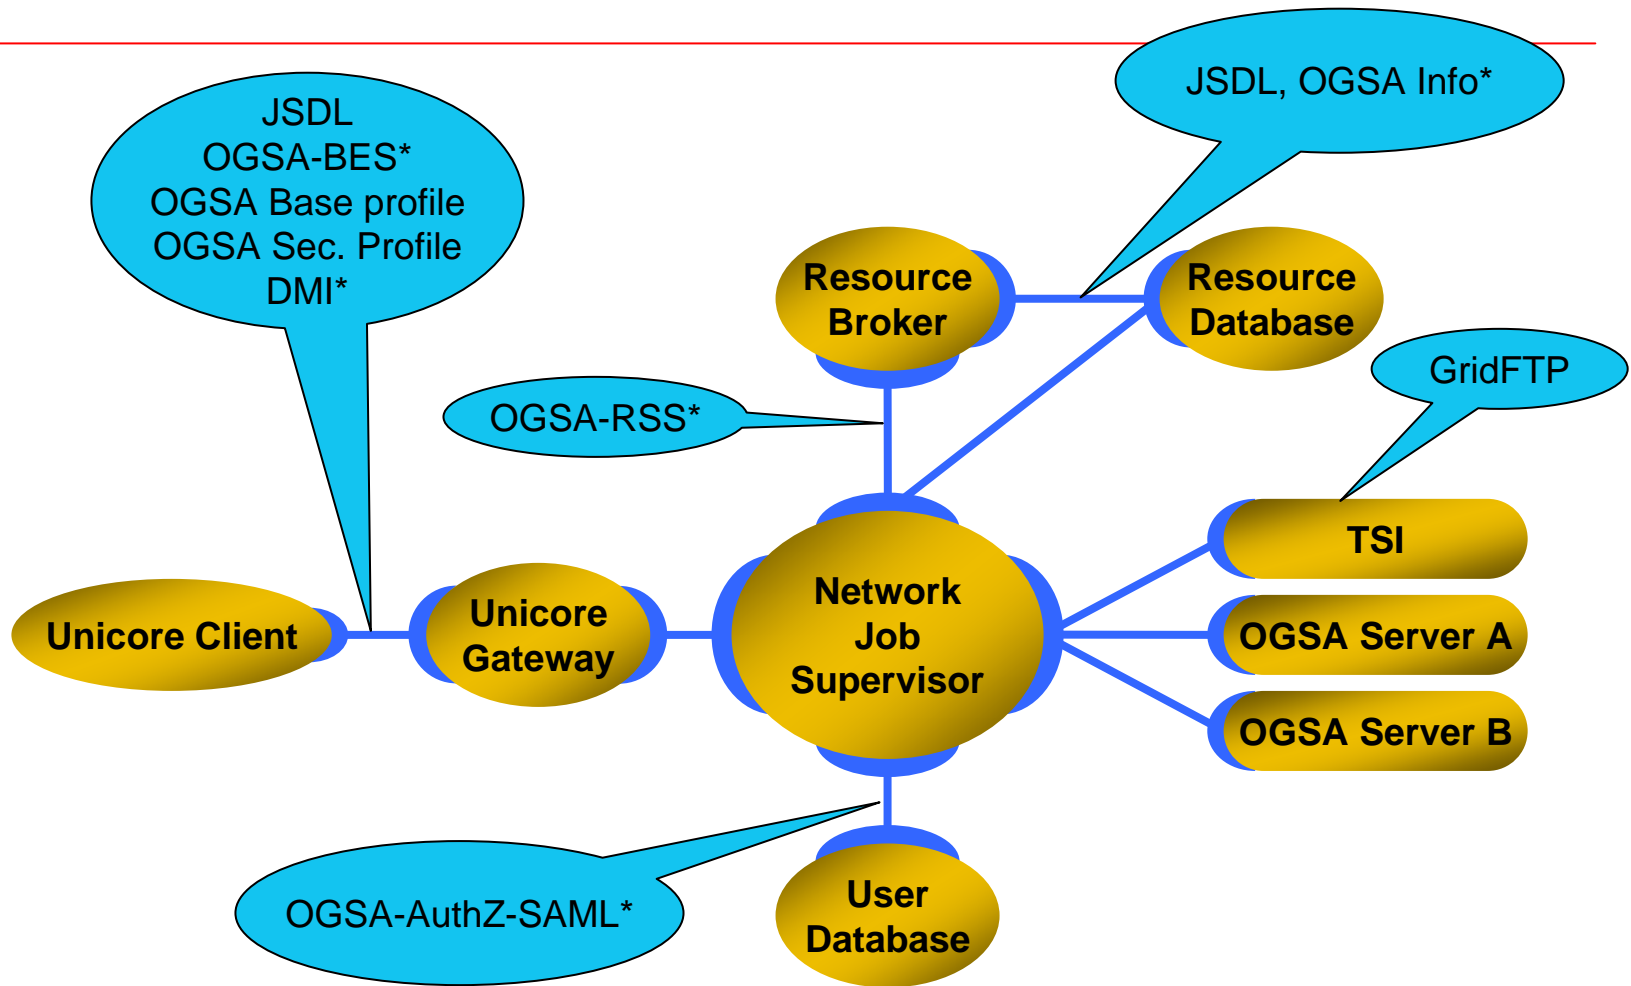 JSDL, OGSA Info*
JSDL
OGSA-BES*
OGSA Base profile
OGSA Sec. Profile
DMI*
Resource
Broker
Resource
Database
GridFTP
OGSA-RSS*
TSI
Unicore Client
Unicore
Gateway
Network
Job
Supervisor
OGSA Server A
OGSA Server B
OGSA-AuthZ-SAML*
User
Database